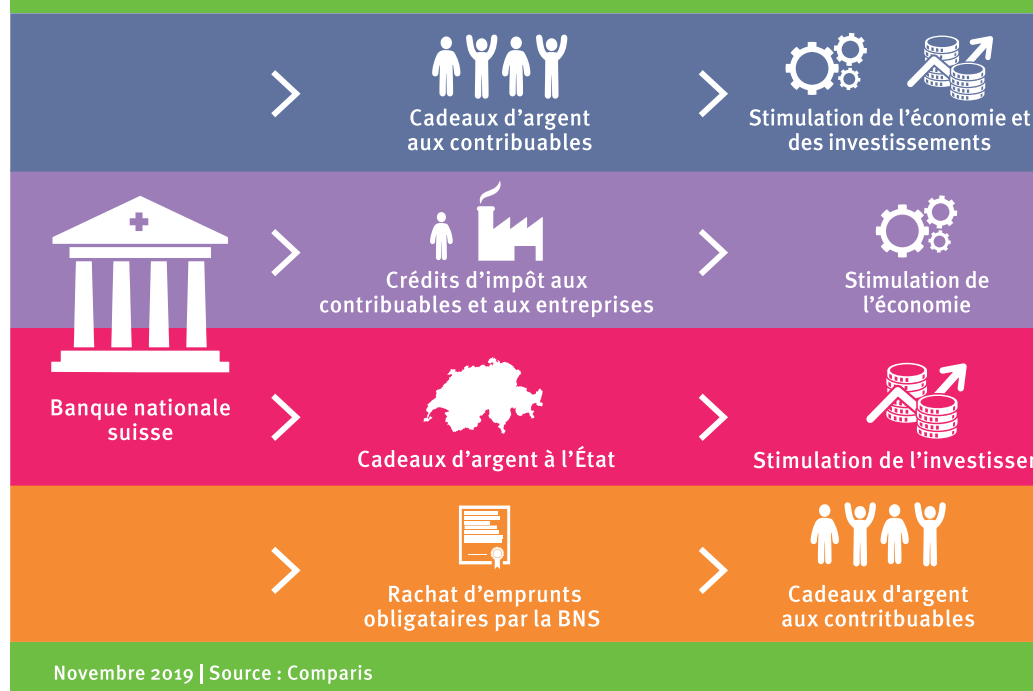 Cadeaux d'argent
aux contribuables
Stimulation de l'économie et
des investissements
Crédits d'impôt aux
contribuables et aux entreprises
Stimulation de
l'économie
Banque nationale
suisse
Cadeaux d'argent à l'État
Stimulation de l'investisse
Rachat d'emprunts
obligataires par la BNS
Cadeaux d'argent
aux contritbuables
Novembre 2019 | Source : Comparis